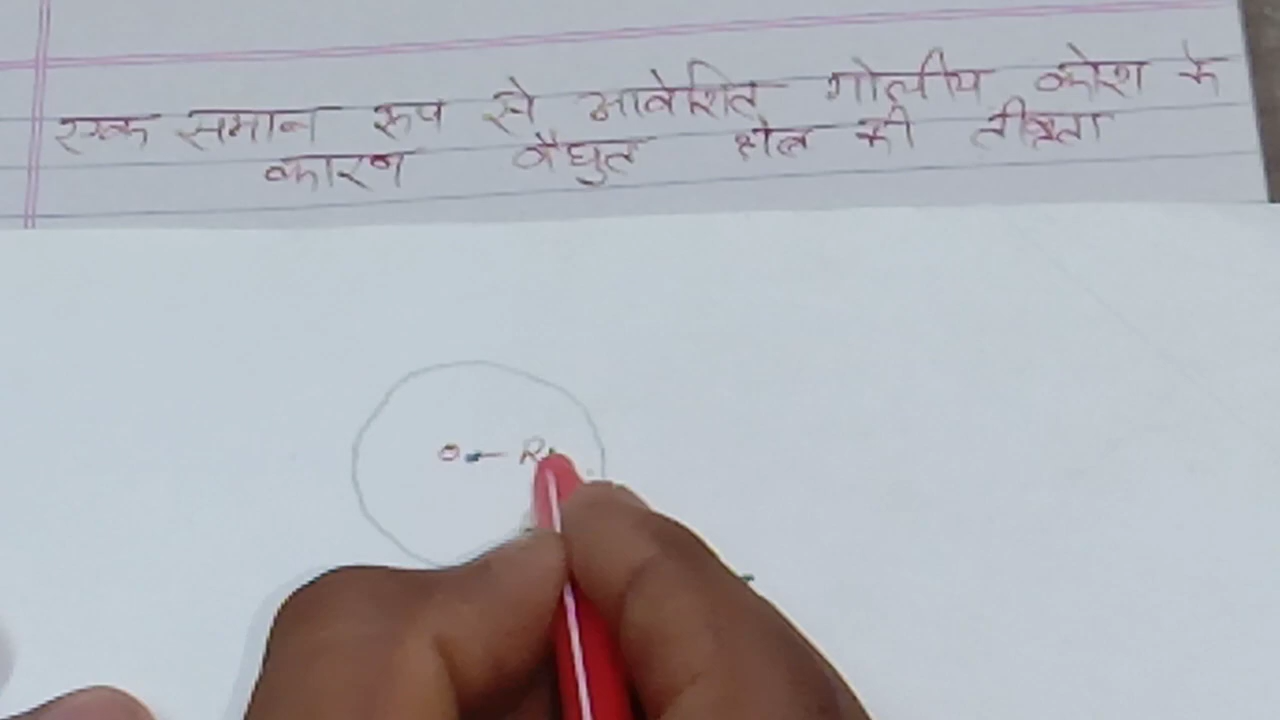 एक समान रूप से आवेशित गोलीय कोश के
कारण वैधुत क्षेत्र की तीव्रता
O R